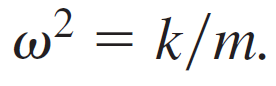 ω² = k/m.